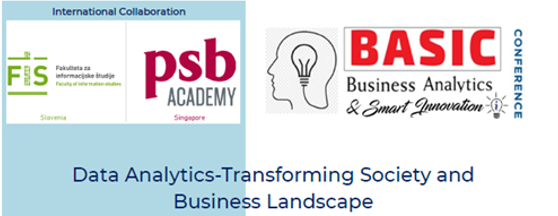 International Collaboration
FIŠ
Fakulteta za
informacijske študije
Faculty of information studies
Slovenia
psb
ACADEMY
Singapore
BASIC
Business Analytics
& Smart Innovation
CONFERENCE
Data Analytics-Transforming Society and
Business Landscape